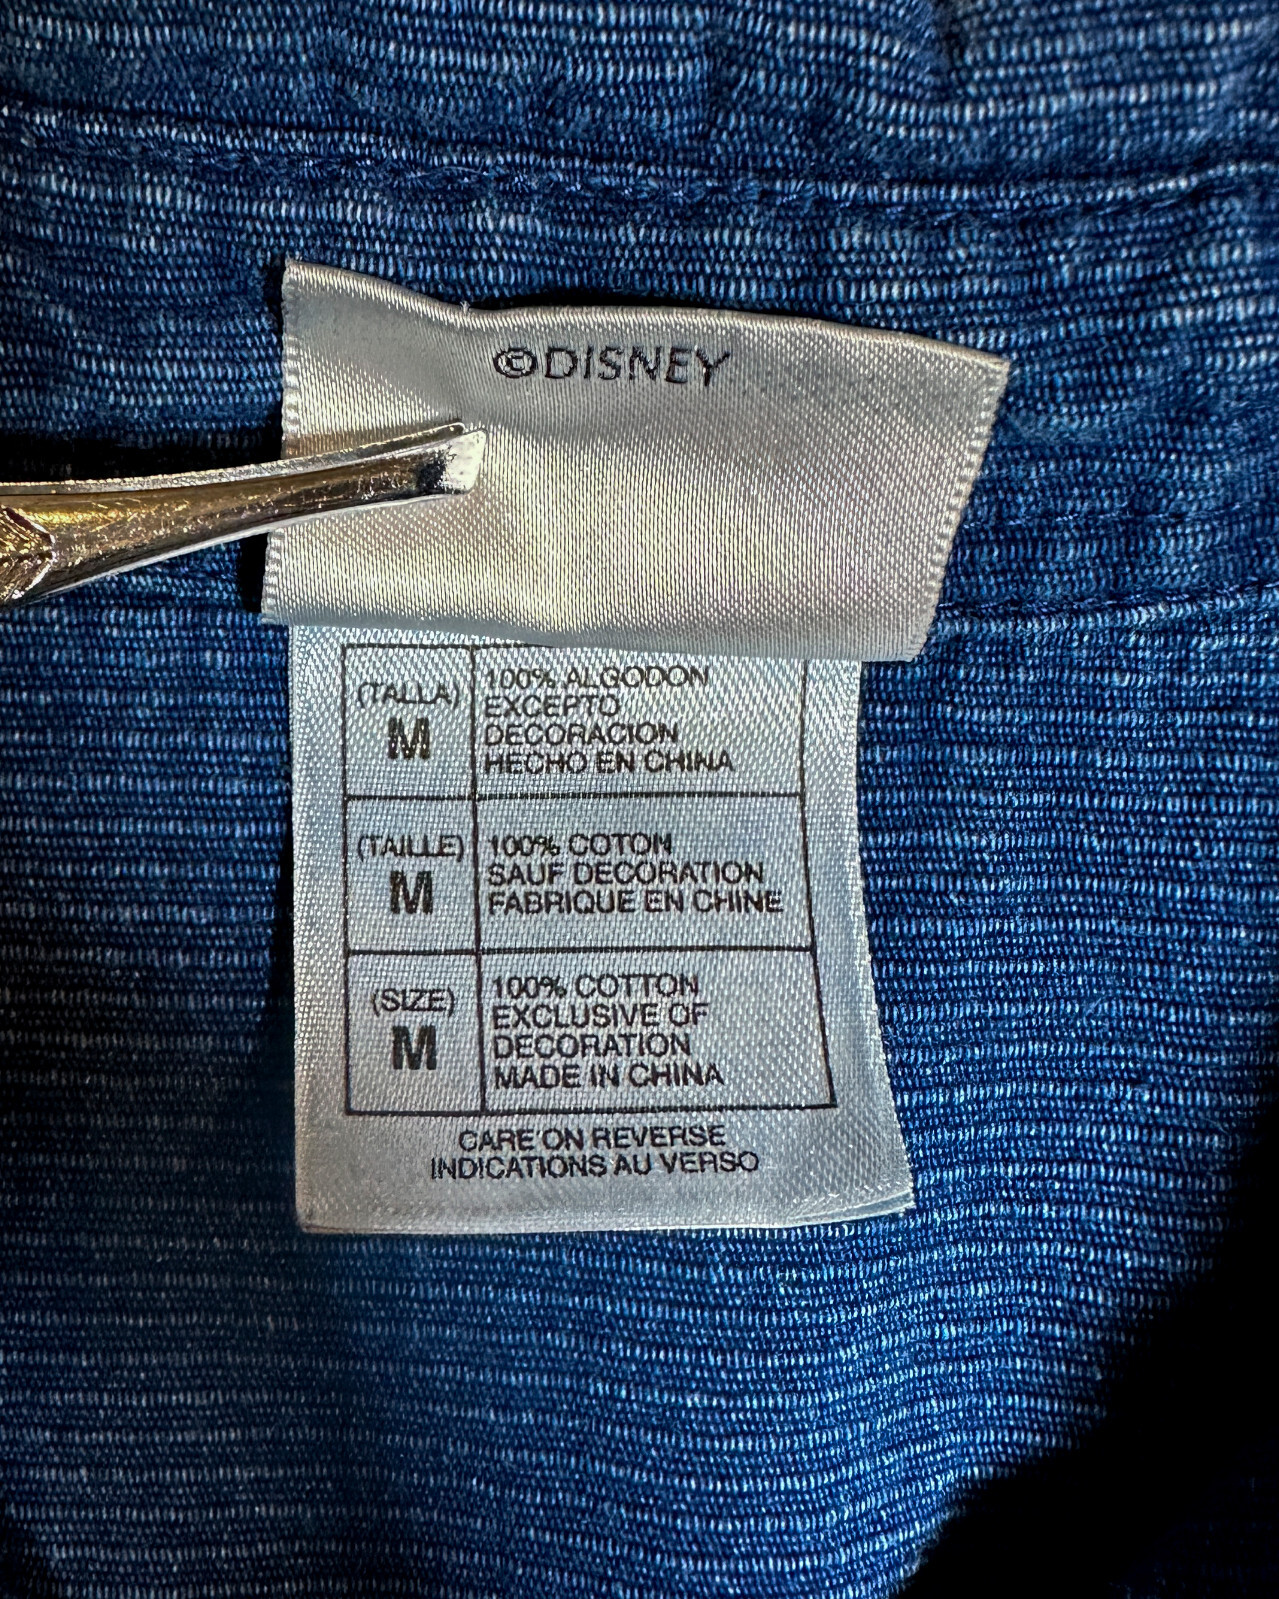 ©DISNEY
(TALLA)
M
100% ALGODON
EXCEPTO
DECORACION
HECHO EN CHINA
(TAILLE)
M
100% COTON
SAUF DECORATION
FABRIQUE EN CHINE
(SIZE)
M
100% COTTON
EXCLUSIVE OF
DECORATION
MADE IN CHINA
CARE ON REVERSE
INDICATIONS AU VERSO